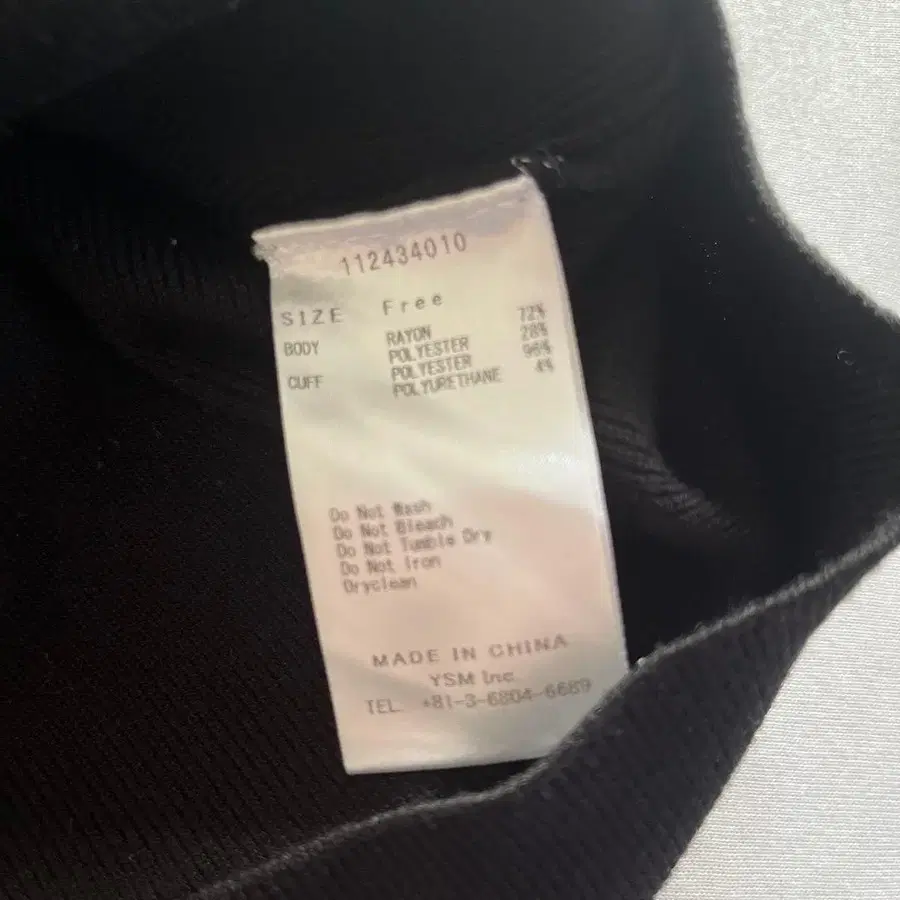 112434010
SIZE Free
BODY RAYON 72%
POLYESTER 28%
CUFF POLYESTER 96%
POLYURETHANE 4%
Do Not Wash
Do Not Bleach
Do Not Tumble Dry
Do Not Iron
Dryclean
MADE IN CHINA
YSM Inc.
TEL. +81-3-6804-6689